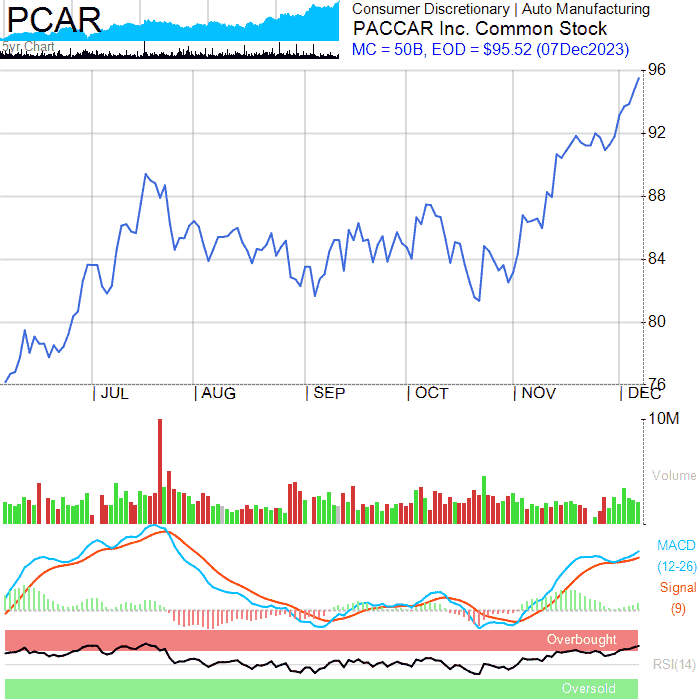 PCAR
5yr Chart
Consumer Discretionary | Auto Manufacturing
PACCAR Inc. Common Stock
MC = 50B, EOD = $95.52 (07Dec2023)
96
92
88
84
80
76
JUL AUG SEP OCT NOV DEC
10M
Volume
MACD
(12-26)
Signal
(9)
Overbought
RSI(14)
Oversold